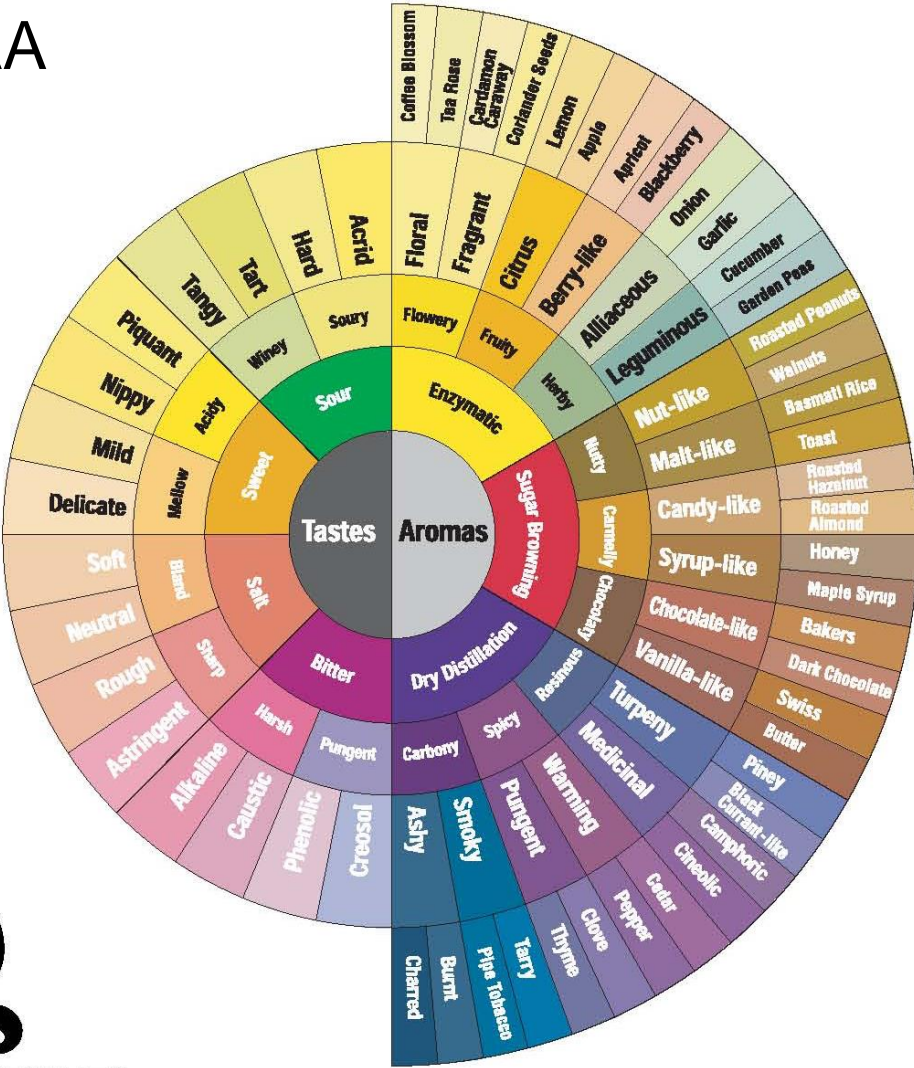 A
Tastes
Aromas
Sour
Sweet
Salt
Bitter
Enzymatic
Sugar Browning
Dry Distillation
Soury
Winey
Acidy
Mellow
Bland
Sharp
Harsh
Pungent
Flowery
Fruity
Herby
Nutty
Carmelly
Chocolaty
Resinous
Spicy
Carbony
Acrid
Hard
Tart
Tangy
Piquant
Nippy
Mild
Delicate
Soft
Neutral
Rough
Astringent
Alkaline
Caustic
Phenolic
Creosol
Floral
Fragrant
Citrus
Berry-like
Alliaceous
Leguminous
Nut-like
Malt-like
Candy-like
Syrup-like
Chocolate-like
Vanilla-like
Turpeny
Medicinal
Warming
Pungent
Smoky
Ashy
Coffee Blossom
Tea Rose
Cardamon
Caraway
Coriander Seeds
Lemon
Apple
Apricot
Blackberry
Onion
Garlic
Cucumber
Garden Peas
Roasted Peanuts
Walnuts
Basmati Rice
Toast
Roasted
Hazelnut
Roasted
Almond
Honey
Maple Syrup
Bakers
Dark Chocolate
Swiss
Butter
Piney
Black
Currant-like
Camphoric
Cineolic
Cedar
Pepper
Clove
Thyme
Tarry
Pipe Tobacco
Burnt
Charred